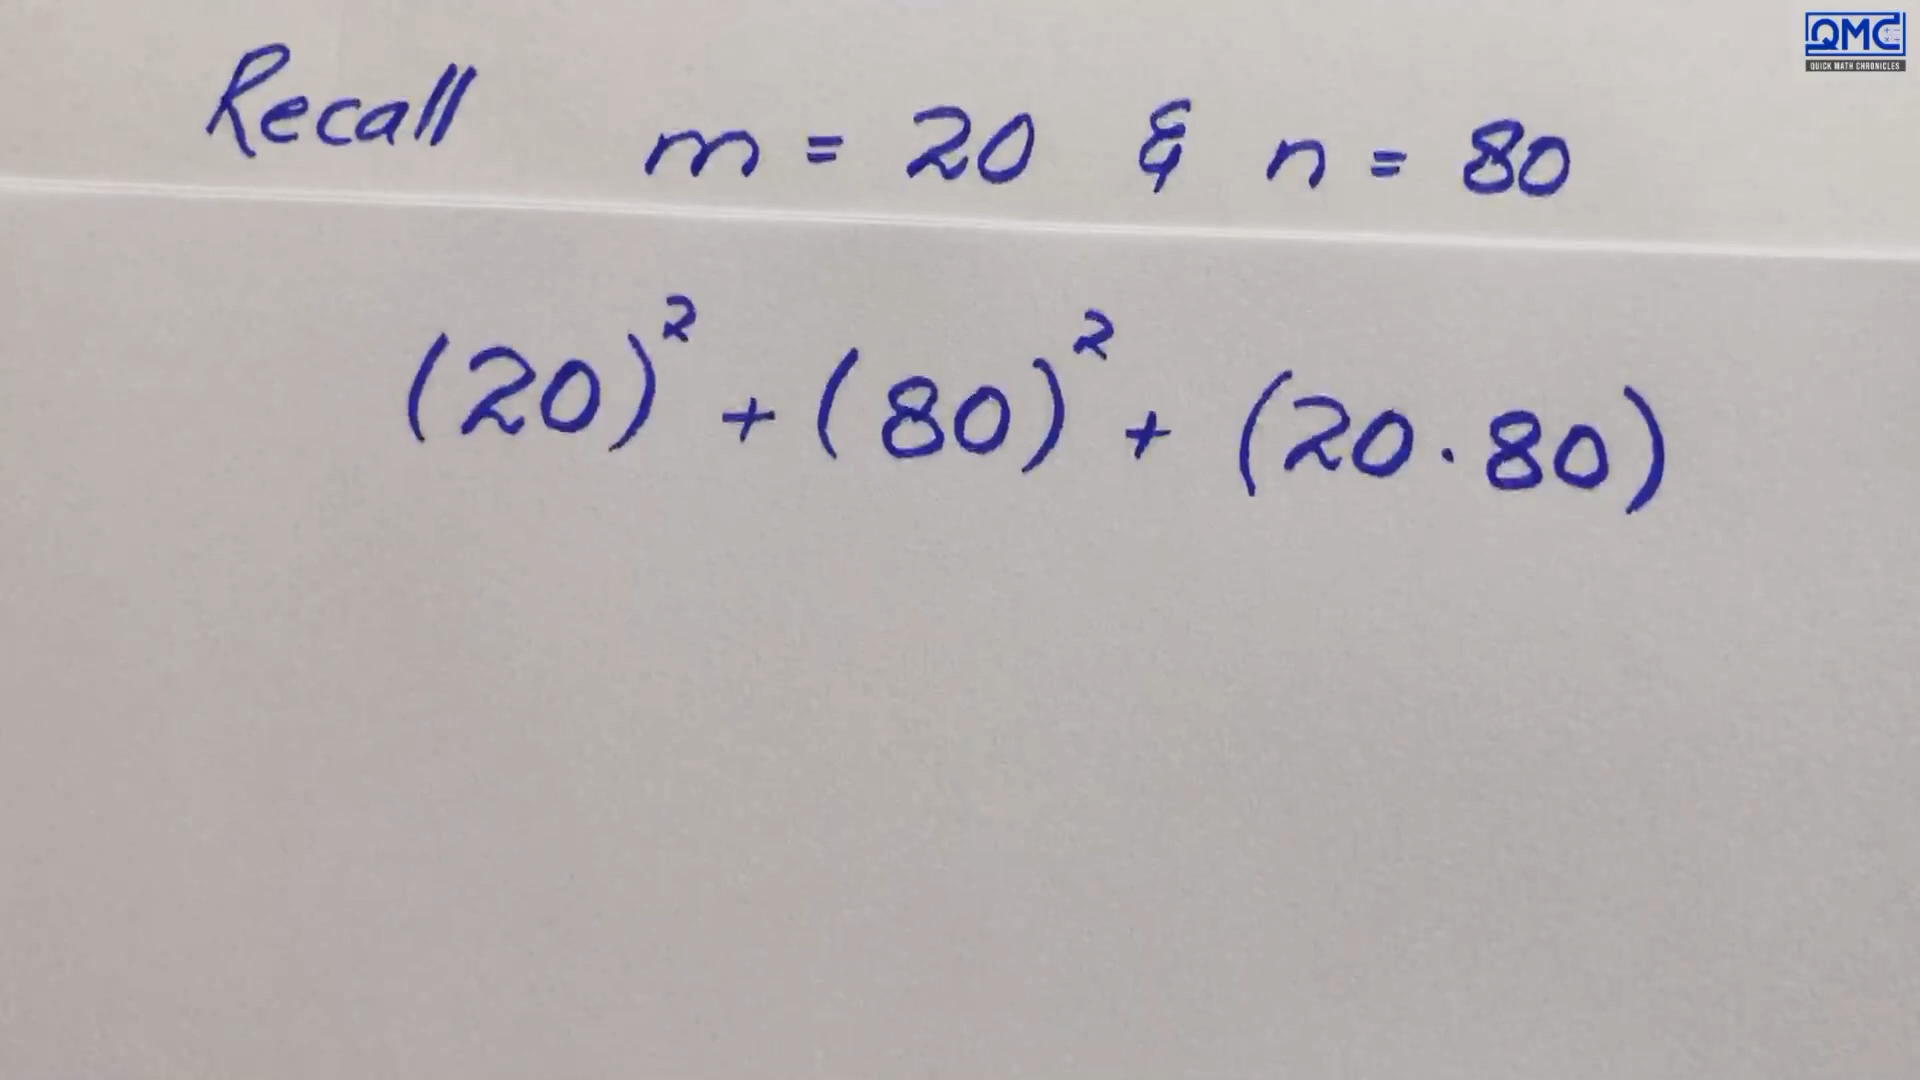 QMC
QUICK MATH CHRONICLES
Recall m = 20 & n = 80
(20)² + (80)² + (20 . 80)